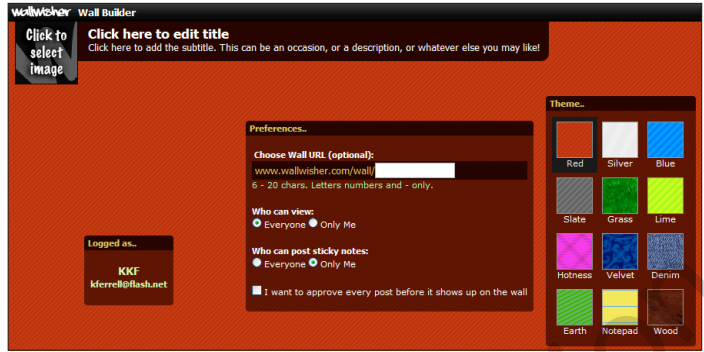 wallwisher Wall Builder
Click to
select
image
Click here to edit title
Click here to add the subtitle. This can be an occasion, or a description, or whatever else you may like!
Theme..
Red Silver Blue
Slate Grass Lime
Hotness Velvet Denim
Earth Notepad Wood
Preferences..
Choose Wall URL (optional):
www.wallwisher.com/wall/
6 - 20 chars. Letters numbers and - only.
Who can view:
Everyone Only Me
Who can post sticky notes:
Everyone Only Me
I want to approve every post before it shows up on the wall
Logged as..
KKF
kferrell@flash.net